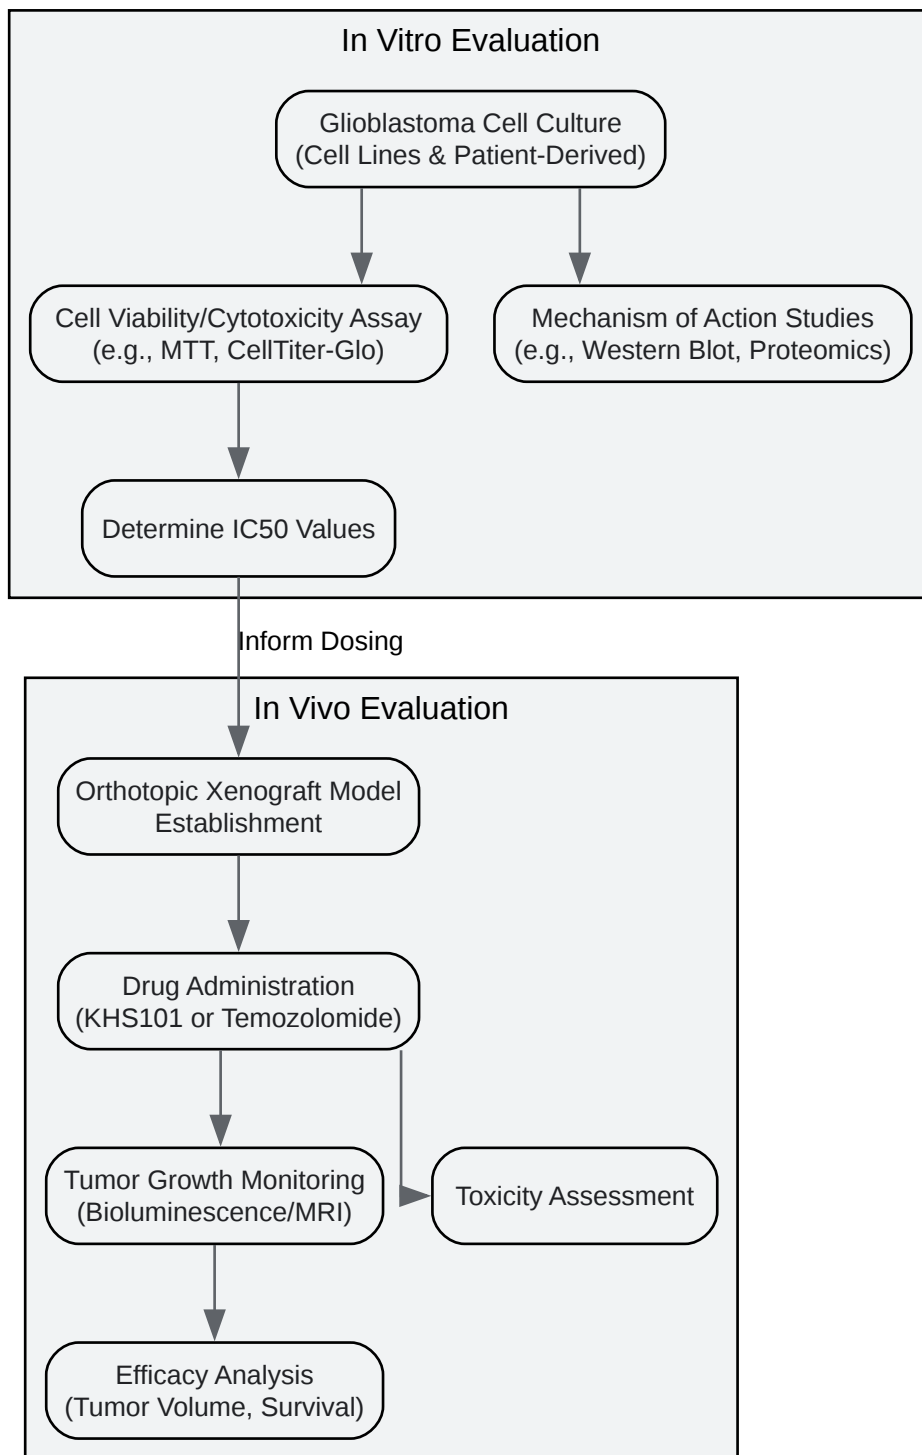 In Vitro Evaluation
Glioblastoma Cell Culture
(Cell Lines & Patient-Derived)
Cell Viability/Cytotoxicity Assay
(e.g., MTT, CellTiter-Glo)
Mechanism of Action Studies
(e.g., Western Blot, Proteomics)
Determine IC50 Values
Inform Dosing
In Vivo Evaluation
Orthotopic Xenograft Model
Establishment
Drug Administration
(KHS101 or Temozolomide)
Tumor Growth Monitoring
(Bioluminescence/MRI)
Toxicity Assessment
Efficacy Analysis
(Tumor Volume, Survival)